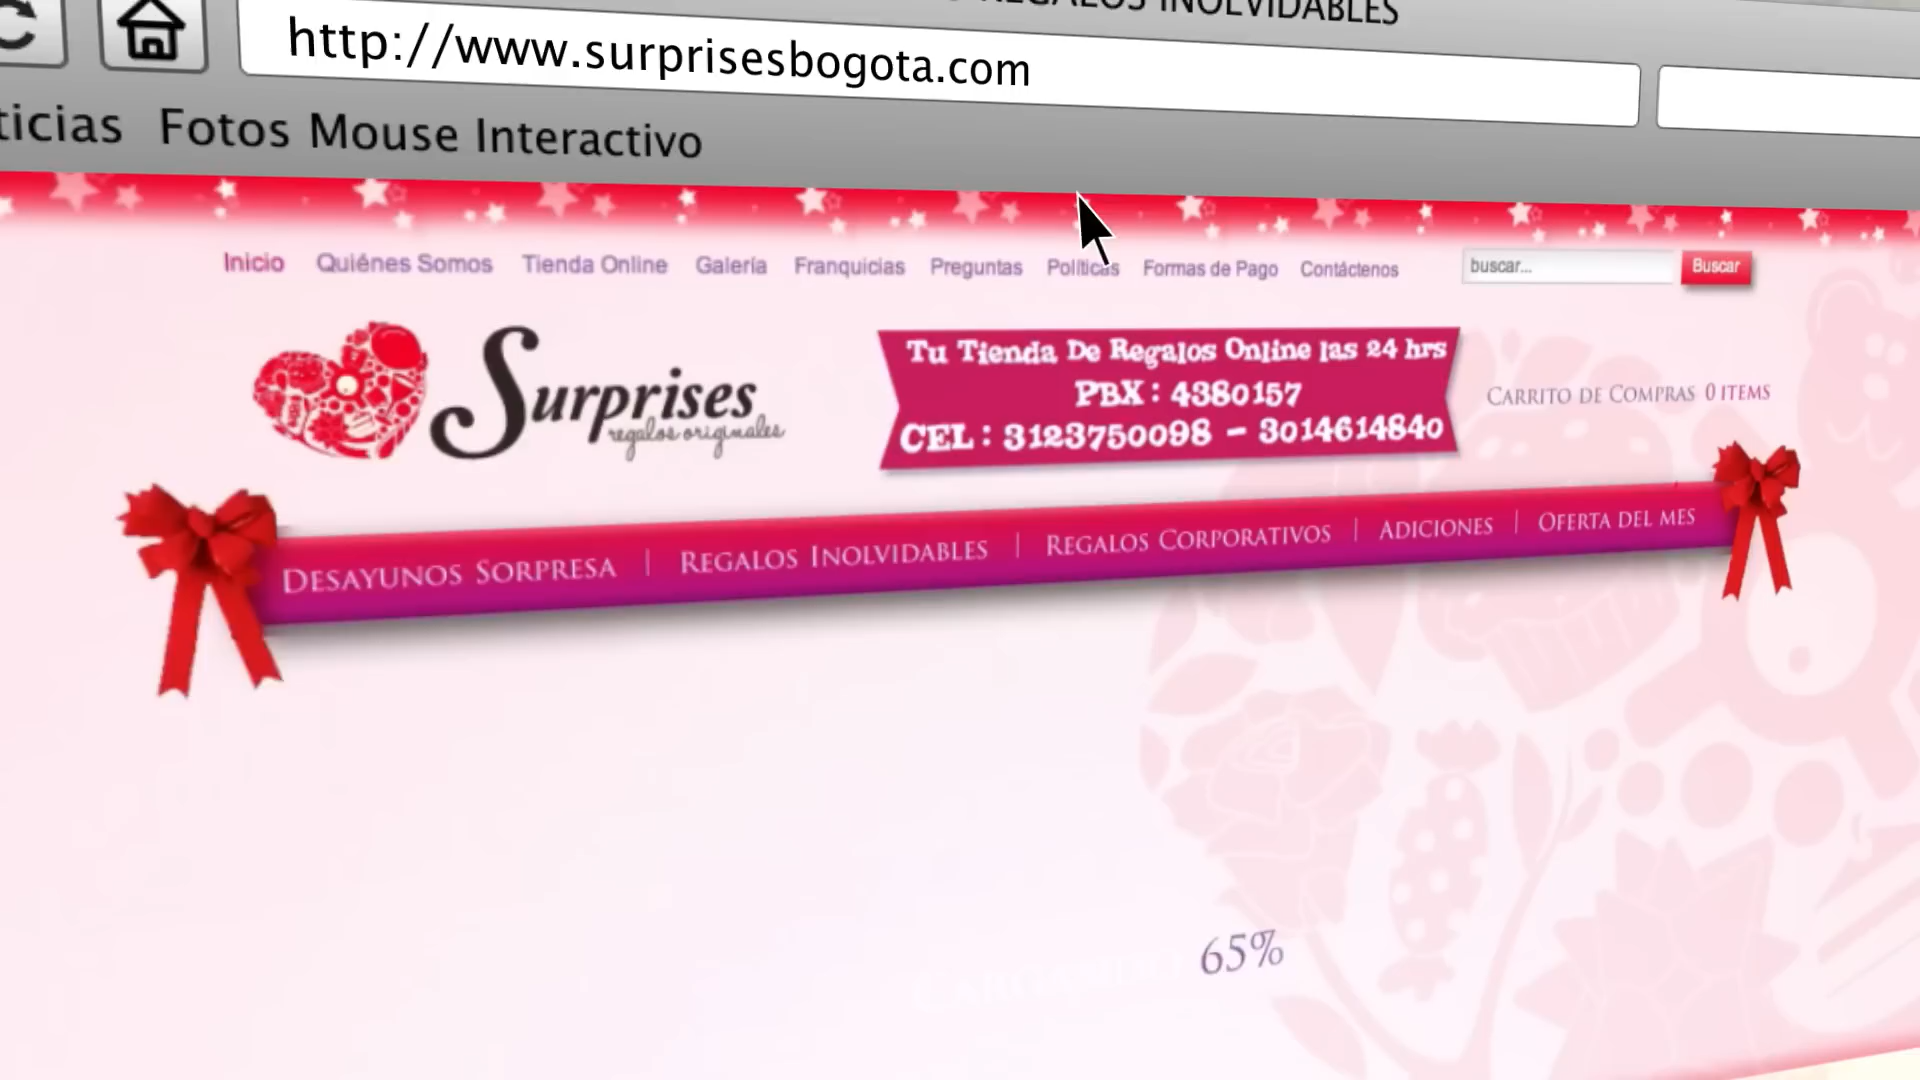 REGALOS INOLVIDABLES
http://www.surprisesbogota.com
ticias Fotos Mouse Interactivo
Inicio Quiénes Somos Tienda Online Galería Franquicias Preguntas Políticas Formas de Pago Contáctenos buscar... Buscar
Surprises
regalos originales
Tu Tienda De Regalos Online las 24 hrs
PBX : 4380157
CEL : 3123750098 - 3014614840
CARRITO DE COMPRAS 0 ITEMS
DESAYUNOS SORPRESA | REGALOS INOLVIDABLES | REGALOS CORPORATIVOS | ADICIONES | OFERTA DEL MES
65%